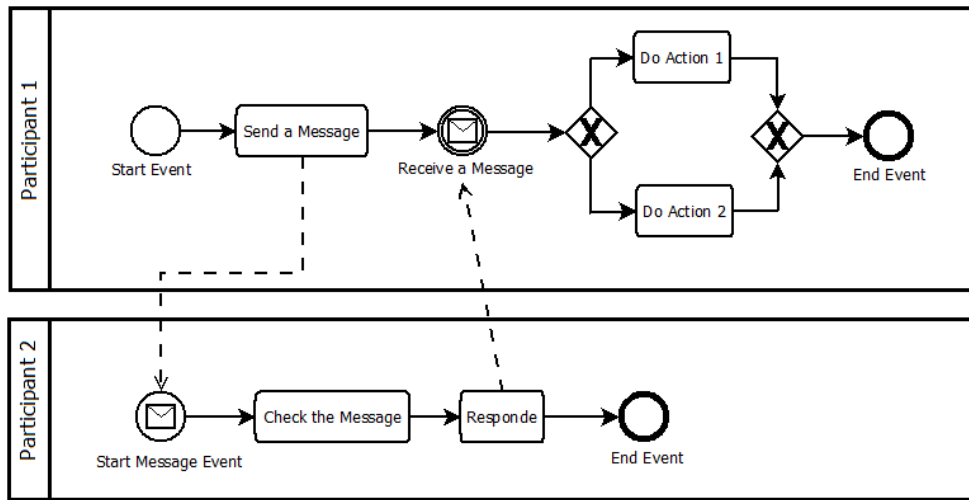 Participant 1
Do Action 1
Send a Message
Start Event
Receive a Message
X
X
End Event
Do Action 2
Participant 2
Check the Message
Responde
Start Message Event
End Event